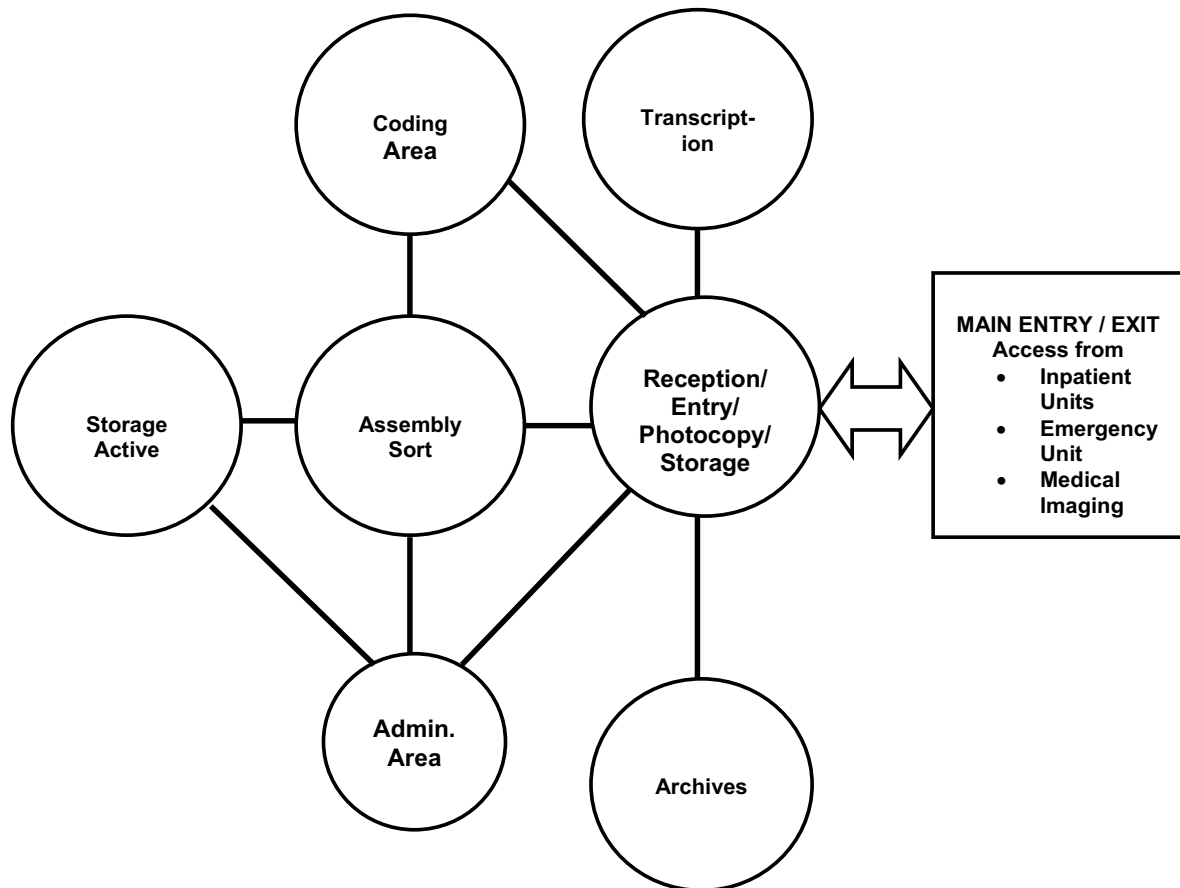 Coding
Area
Transcript-
ion
MAIN ENTRY / EXIT
Access from
• Inpatient
Units
• Emergency
Unit
• Medical
Imaging
Reception/
Entry/
Photocopy/
Storage
Storage
Active
Assembly
Sort
Admin.
Area
Archives